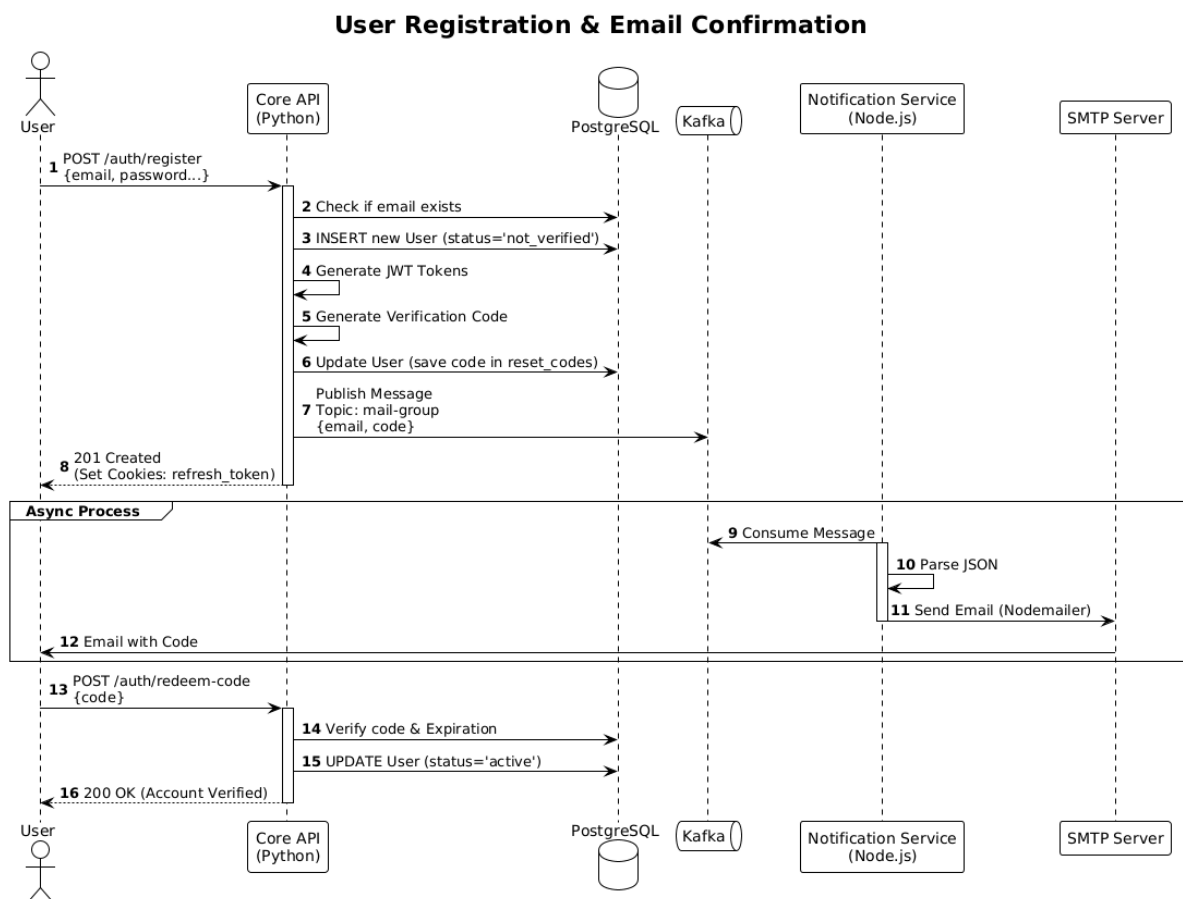 User Registration & Email Confirmation
User
Core API
(Python)
PostgreSQL
Kafka
Notification Service
(Node.js)
SMTP Server
1 POST /auth/register
{email, password...}
2 Check if email exists
3 INSERT new User (status='not_verified')
4 Generate JWT Tokens
5 Generate Verification Code
6 Update User (save code in reset_codes)
Publish Message
7 Topic: mail-group
{email, code}
8 201 Created
(Set Cookies: refresh_token)
Async Process
9 Consume Message
10 Parse JSON
11 Send Email (Nodemailer)
12 Email with Code
13 POST /auth/redeem-code
{code}
14 Verify code & Expiration
15 UPDATE User (status='active')
16 200 OK (Account Verified)
User
Core API
(Python)
PostgreSQL
Kafka
Notification Service
(Node.js)
SMTP Server